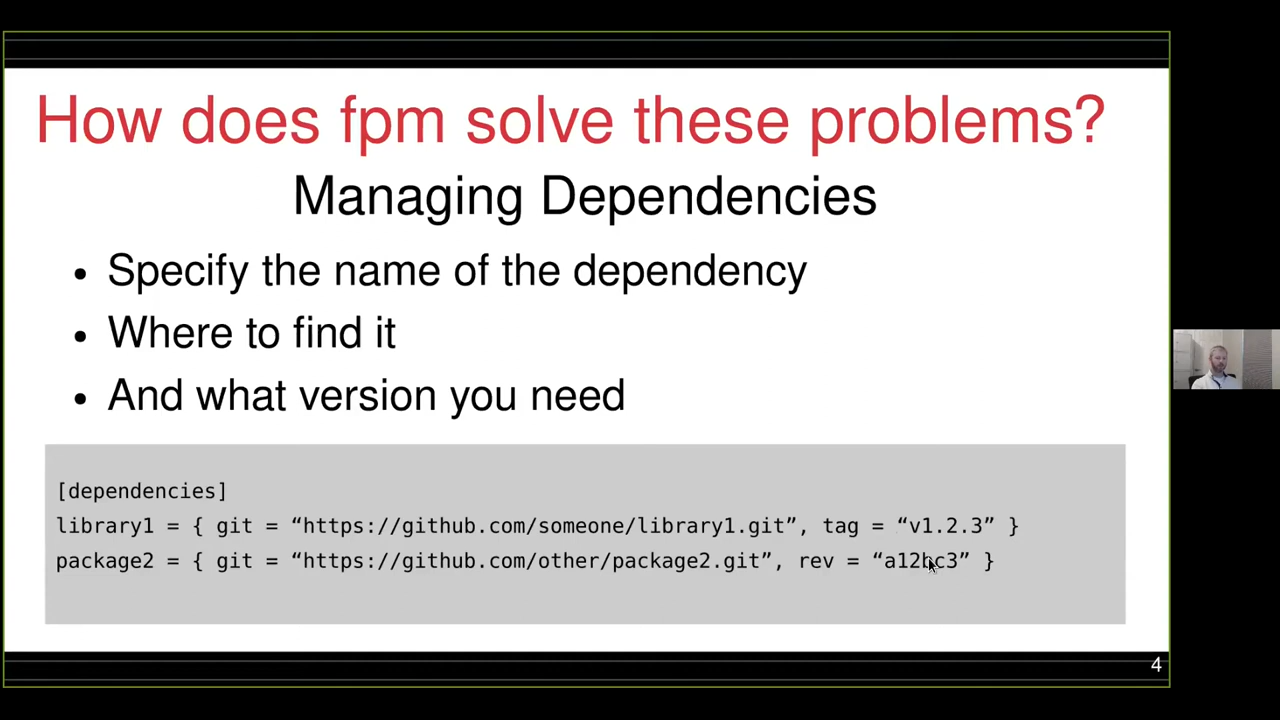 How does fpm solve these problems?
Managing Dependencies
• Specify the name of the dependency
• Where to find it
• And what version you need
[dependencies]
library1 = { git = “https://github.com/someone/library1.git”, tag = “v1.2.3” }
package2 = { git = “https://github.com/other/package2.git”, rev = “a12bc3” }
4